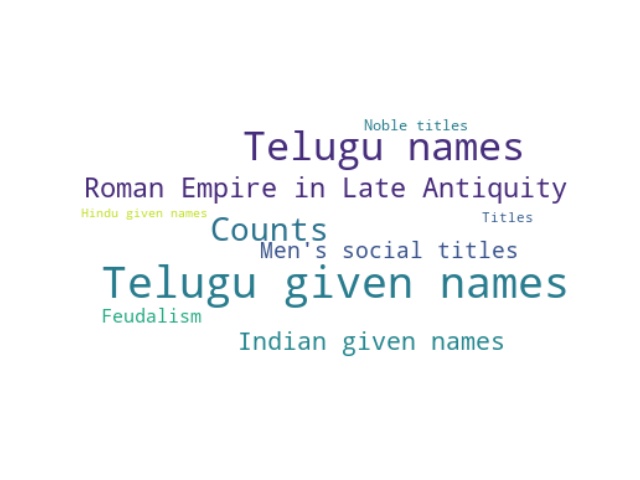 Noble titles
Telugu names
Roman Empire in Late Antiquity
Hindu given names
Titles
Counts
Men's social titles
Telugu given names
Feudalism
Indian given names